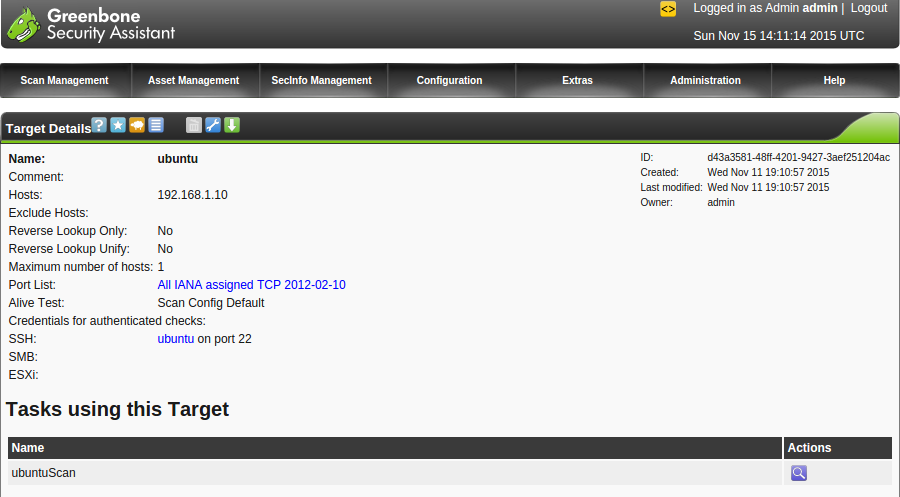 Greenbone
Security Assistant
<> Logged in as Admin admin | Logout
Sun Nov 15 14:11:14 2015 UTC
Scan Management Asset Management SecInfo Management Configuration Extras Administration Help
Target Details ?
Name: ubuntu
Comment:
Hosts: 192.168.1.10
Exclude Hosts:
Reverse Lookup Only: No
Reverse Lookup Unify: No
Maximum number of hosts: 1
Port List: All IANA assigned TCP 2012-02-10
Alive Test: Scan Config Default
Credentials for authenticated checks:
SSH: ubuntu on port 22
SMB:
ESXi:
ID: d43a3581-48ff-4201-9427-3aef251204ac
Created: Wed Nov 11 19:10:57 2015
Last modified: Wed Nov 11 19:10:57 2015
Owner: admin
Tasks using this Target
Name Actions
ubuntuScan